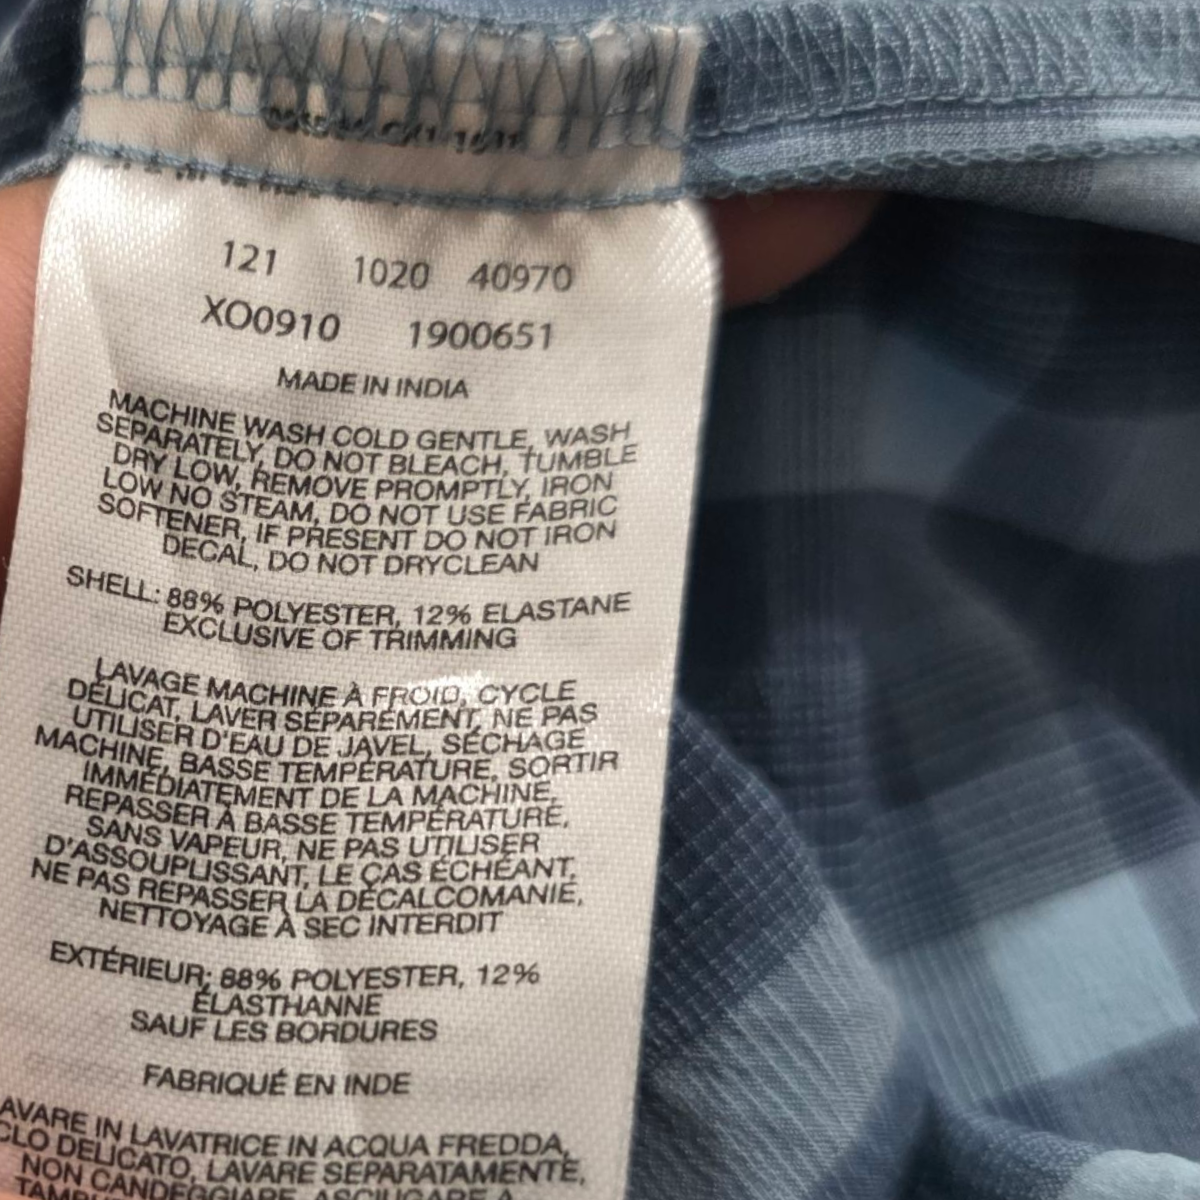 121 1020 40970
XO0910 1900651
MADE IN INDIA
MACHINE WASH COLD GENTLE, WASH
SEPARATELY, DO NOT BLEACH, TUMBLE
DRY LOW, REMOVE PROMPTLY, IRON
LOW NO STEAM, DO NOT USE FABRIC
SOFTENER, IF PRESENT DO NOT IRON
DECAL, DO NOT DRYCLEAN
SHELL: 88% POLYESTER, 12% ELASTANE
EXCLUSIVE OF TRIMMING
LAVAGE MACHINE À FROID, CYCLE
DÉLICAT, LAVER SÉPARÉMENT, NE PAS
UTILISER D'EAU DE JAVEL, SÉCHAGE
MACHINE, BASSE TEMPÉRATURE, SORTIR
IMMÉDIATEMENT DE LA MACHINE,
REPASSER À BASSE TEMPÉRATURE,
SANS VAPEUR, NE PAS UTILISER
D'ASSOUPLISSANT, LE ÇAS ÉCHÉANT,
NE PAS REPASSER LA DÉCALCOMANIE,
NETTOYAGE À SEC INTERDIT
EXTÉRIEUR: 88% POLYESTER, 12%
ÉLASTHANNE
SAUF LES BORDURES
FABRIQUÉ EN INDE
AVARE IN LAVATRICE IN ACQUA FREDDA,
CLO DELICATO, LAVARE SEPARATAMENTE,
NON CANDEGGIARE, ASCIUGARE A